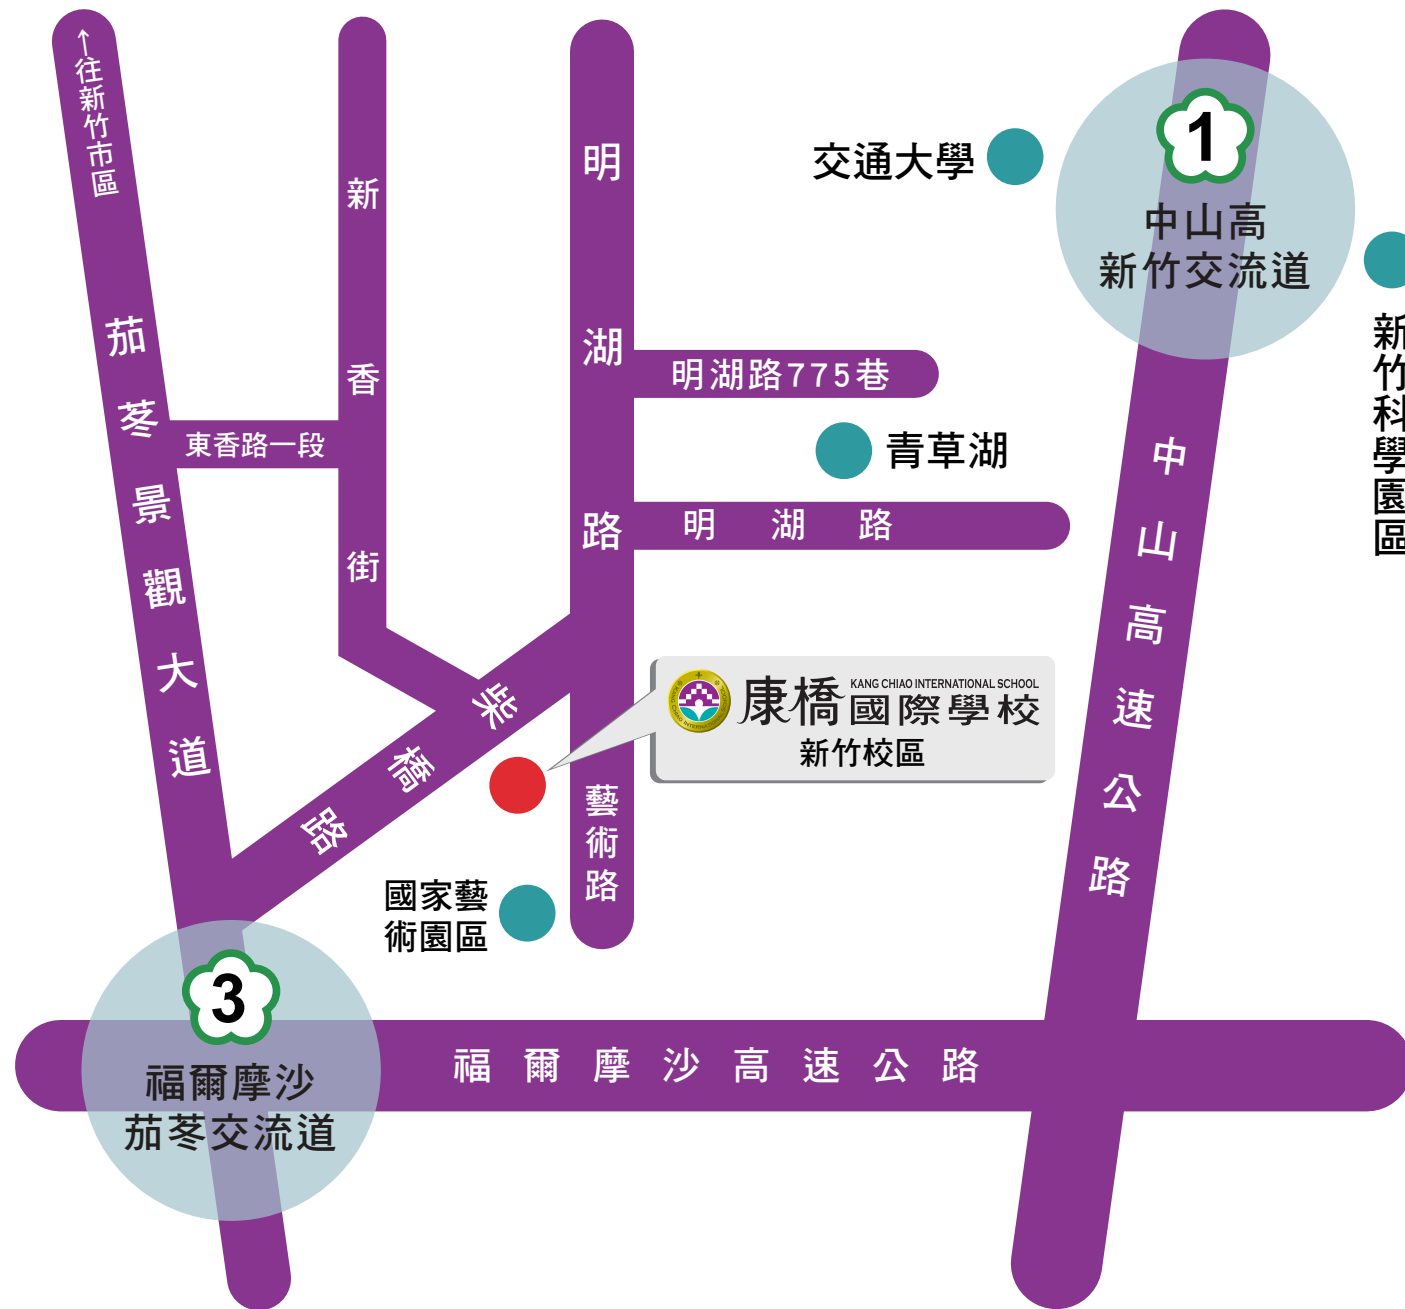 ←往新竹市區
茄苳景觀大道
新香街
東香路一段
明湖路
明湖路775巷
青草湖
明湖路
交通大學
1
中山高
新竹交流道
新竹科學園區
中山高速公路
柴橋路
康橋
KANG CHIAO INTERNATIONAL SCHOOL
國際學校
新竹校區
藝術路
國家藝
術園區
3
福爾摩沙
茄苳交流道
福爾摩沙高速公路